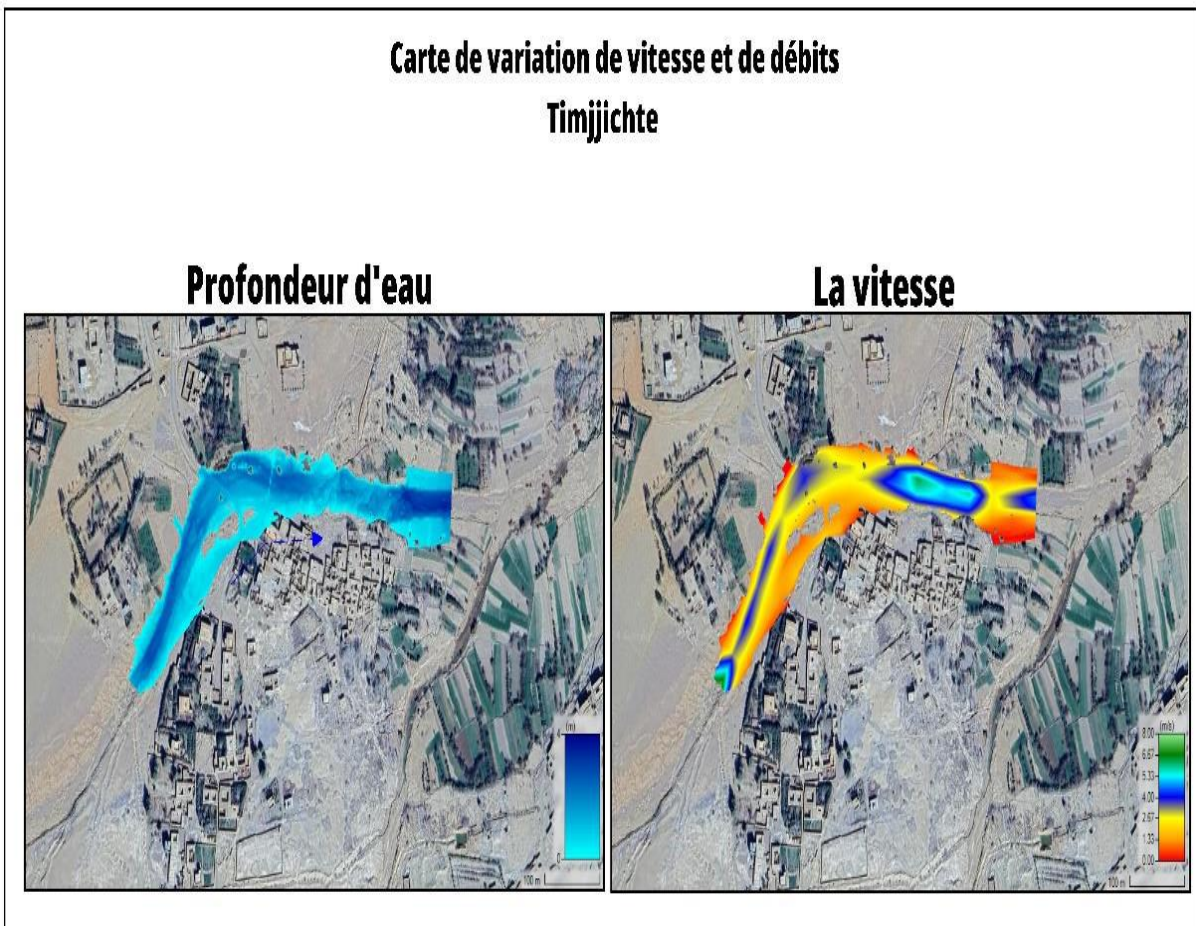 Carte de variation de vitesse et de débits
Timjjichte
Profondeur d'eau
La vitesse
(m)
4
0
100 m
(m/s)
8.00
6.67
5.33
4.00
2.67
1.33
0.00
100 m